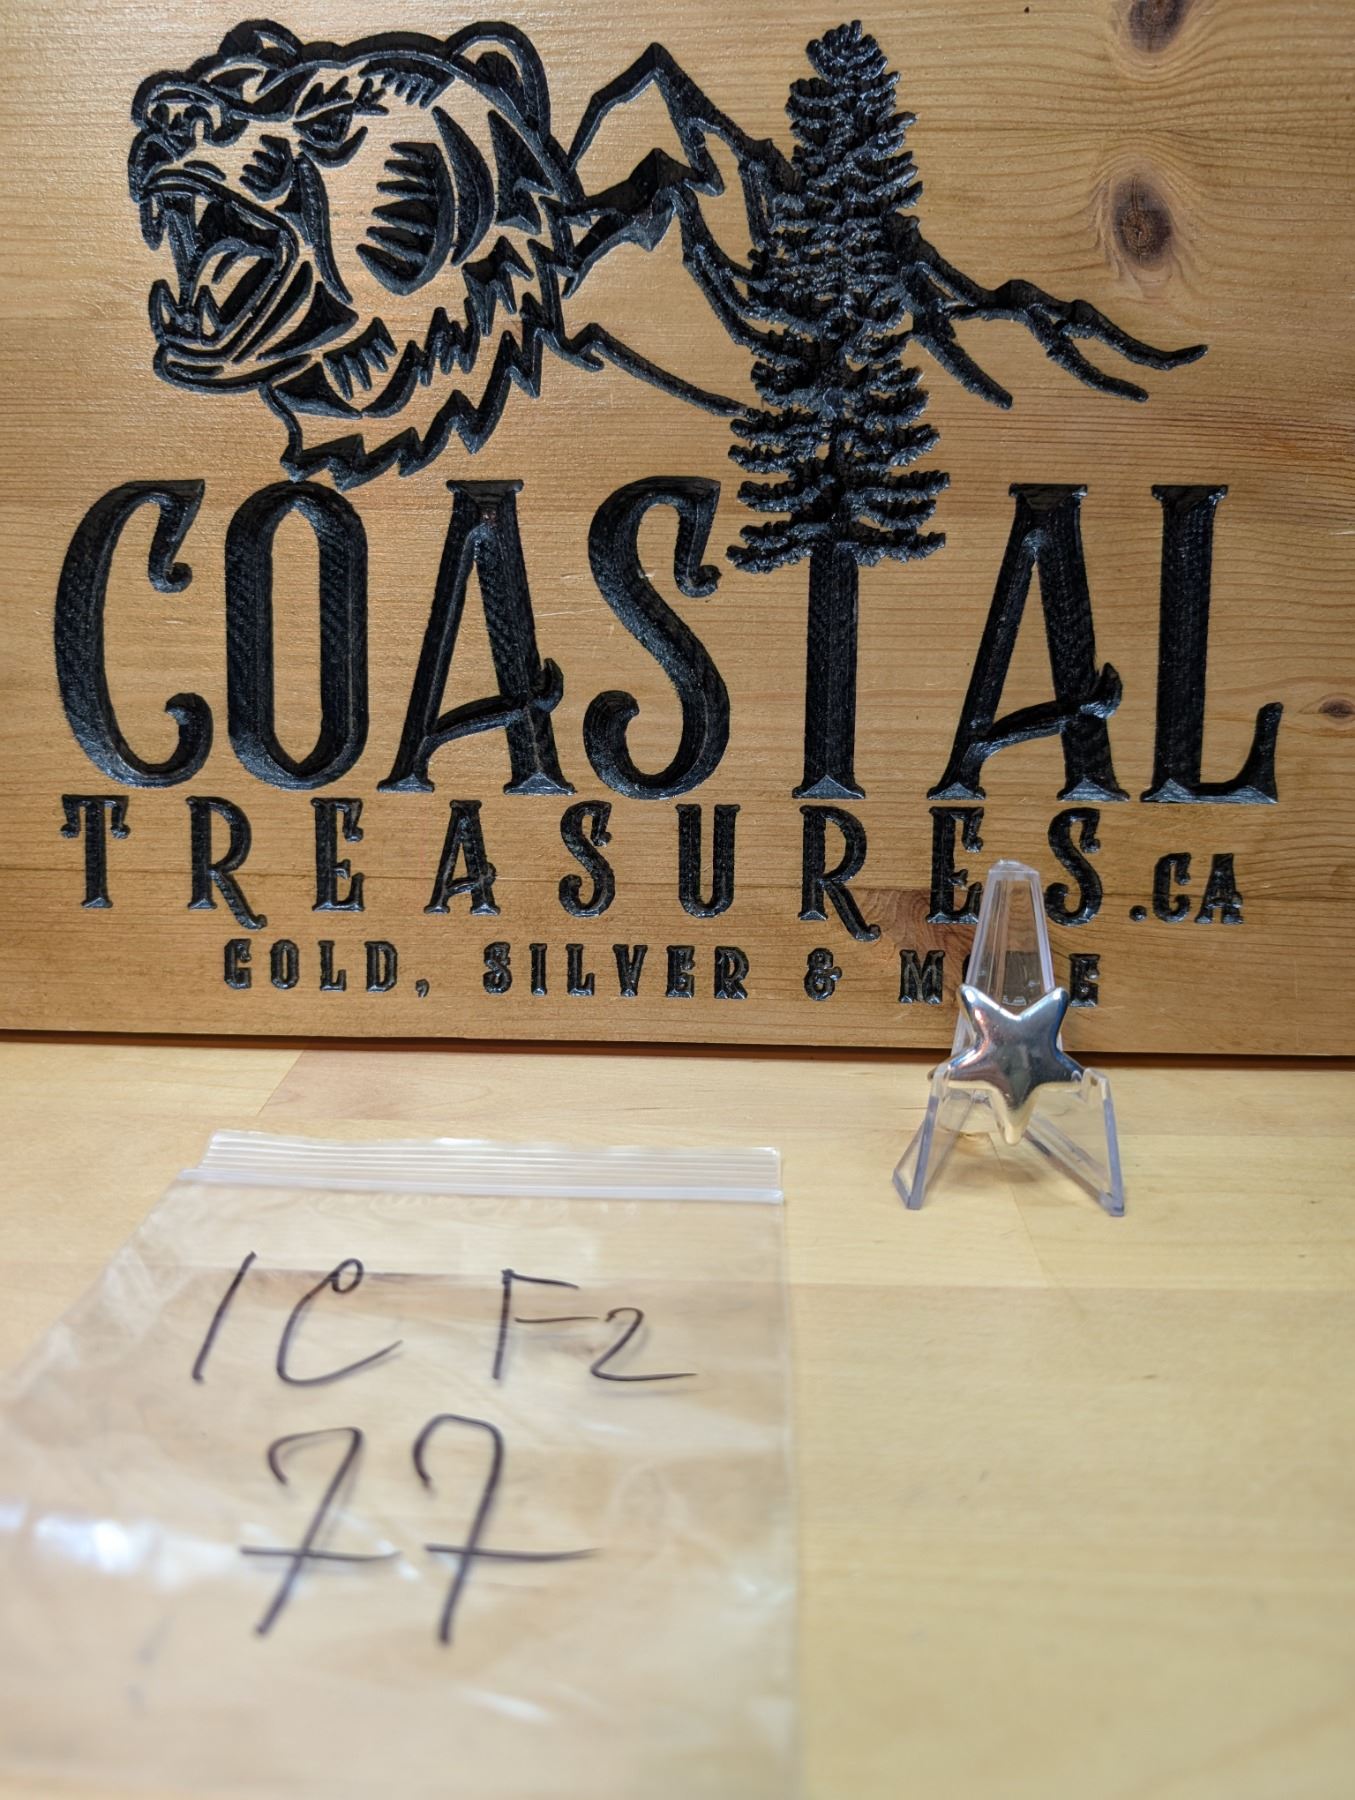 COASTAL
TREASURES.CA
GOLD, SILVER & M
1C F2
77